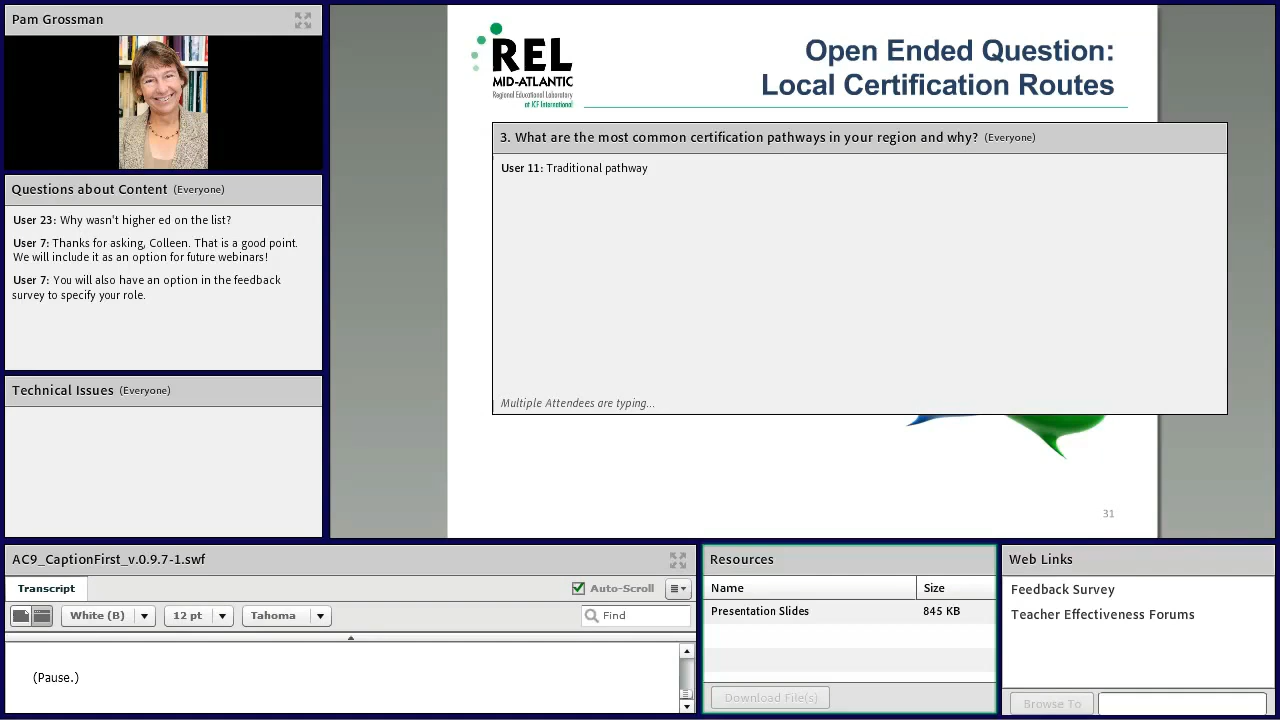 Pam Grossman
Questions about Content (Everyone)
User 23: Why wasn't higher ed on the list?
User 7: Thanks for asking, Colleen. That is a good point.
We will include it as an option for future webinars!
User 7: You will also have an option in the feedback
survey to specify your role.
Technical Issues (Everyone)
REL
MID-ATLANTIC
Regional Educational Laboratory
at ICF International
Open Ended Question:
Local Certification Routes
3. What are the most common certification pathways in your region and why? (Everyone)
User 11: Traditional pathway
Multiple Attendees are typing...
31
AC9_CaptionFirst_v.0.9.7-1.swf
Transcript
Auto-Scroll
White (B)
12 pt
Tahoma
Find
(Pause.)
Resources
Name Size
Presentation Slides 845 KB
Download File(s)
Web Links
Feedback Survey
Teacher Effectiveness Forums
Browse To